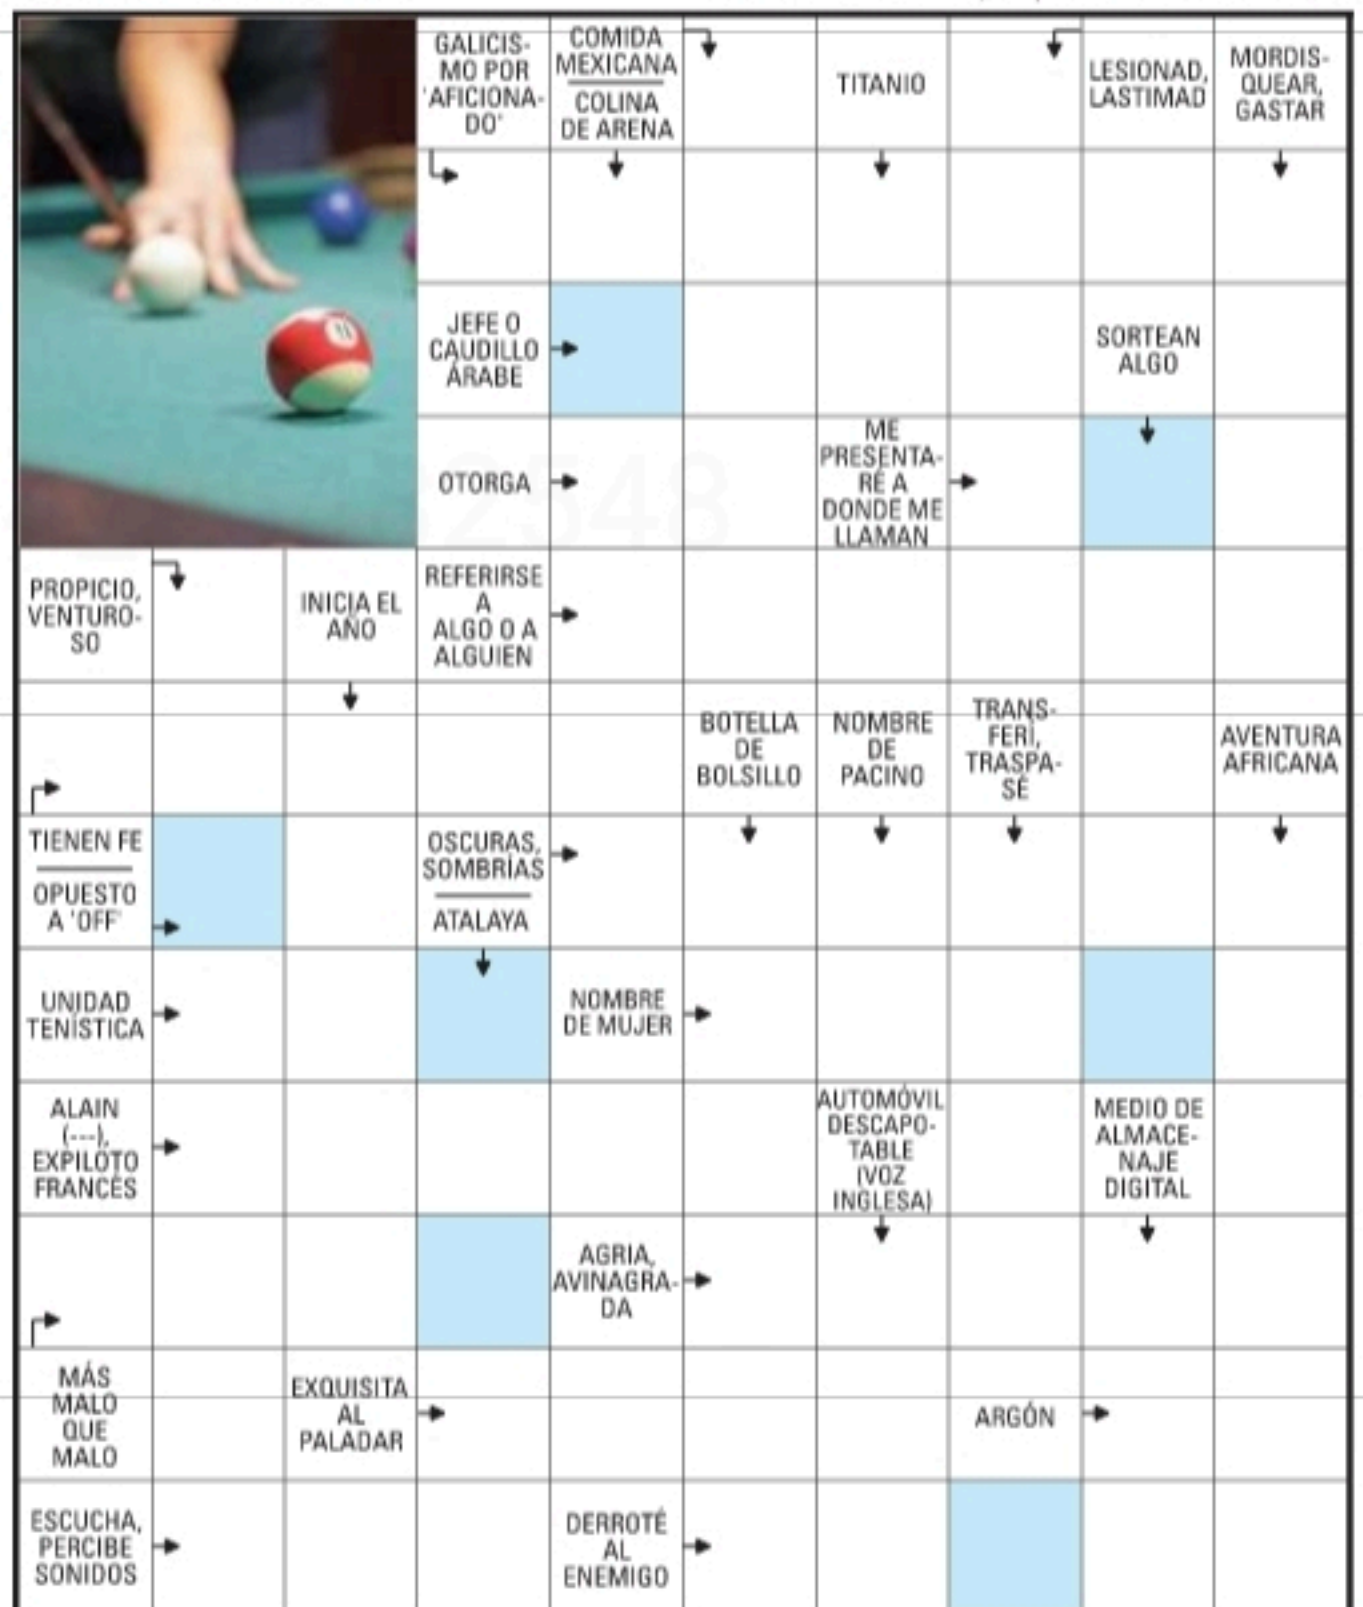 GALICIS-
MO POR
'AFICIONA-
DO'
COMIDA
MEXICANA
COLINA
DE ARENA
TITANIO
LESIONAD,
LASTIMAD
MORDIS-
QUEAR,
GASTAR
JEFE O
CAUDILLO
ÁRABE
SORTEAN
ALGO
OTORGA
ME
PRESENTA-
RÉ A
DONDE ME
LLAMAN
2548
PROPICIO,
VENTURO-
SO
INICIA EL
AÑO
REFERIRSE
A
ALGO O A
ALGUIEN
BOTELLA
DE
BOLSILLO
NOMBRE
DE
PACINO
TRANS-
FERÍ,
TRASPA-
SÉ
AVENTURA
AFRICANA
TIENEN FE
OPUESTO
A 'OFF'
OSCURAS,
SOMBRÍAS
ATALAYA
UNIDAD
TENÍSTICA
NOMBRE
DE MUJER
ALAIN
(---),
EXPILOTO
FRANCÉS
AUTOMÓVIL
DESCAPO-
TABLE
(VOZ
INGLESA)
MEDIO DE
ALMACE-
NAJE
DIGITAL
AGRIA,
AVINAGRA-
DA
MÁS
MALO
QUE
MALO
EXQUISITA
AL
PALADAR
ARGÓN
ESCUCHA,
PERCIBE
SONIDOS
DERROTÉ
AL
ENEMIGO